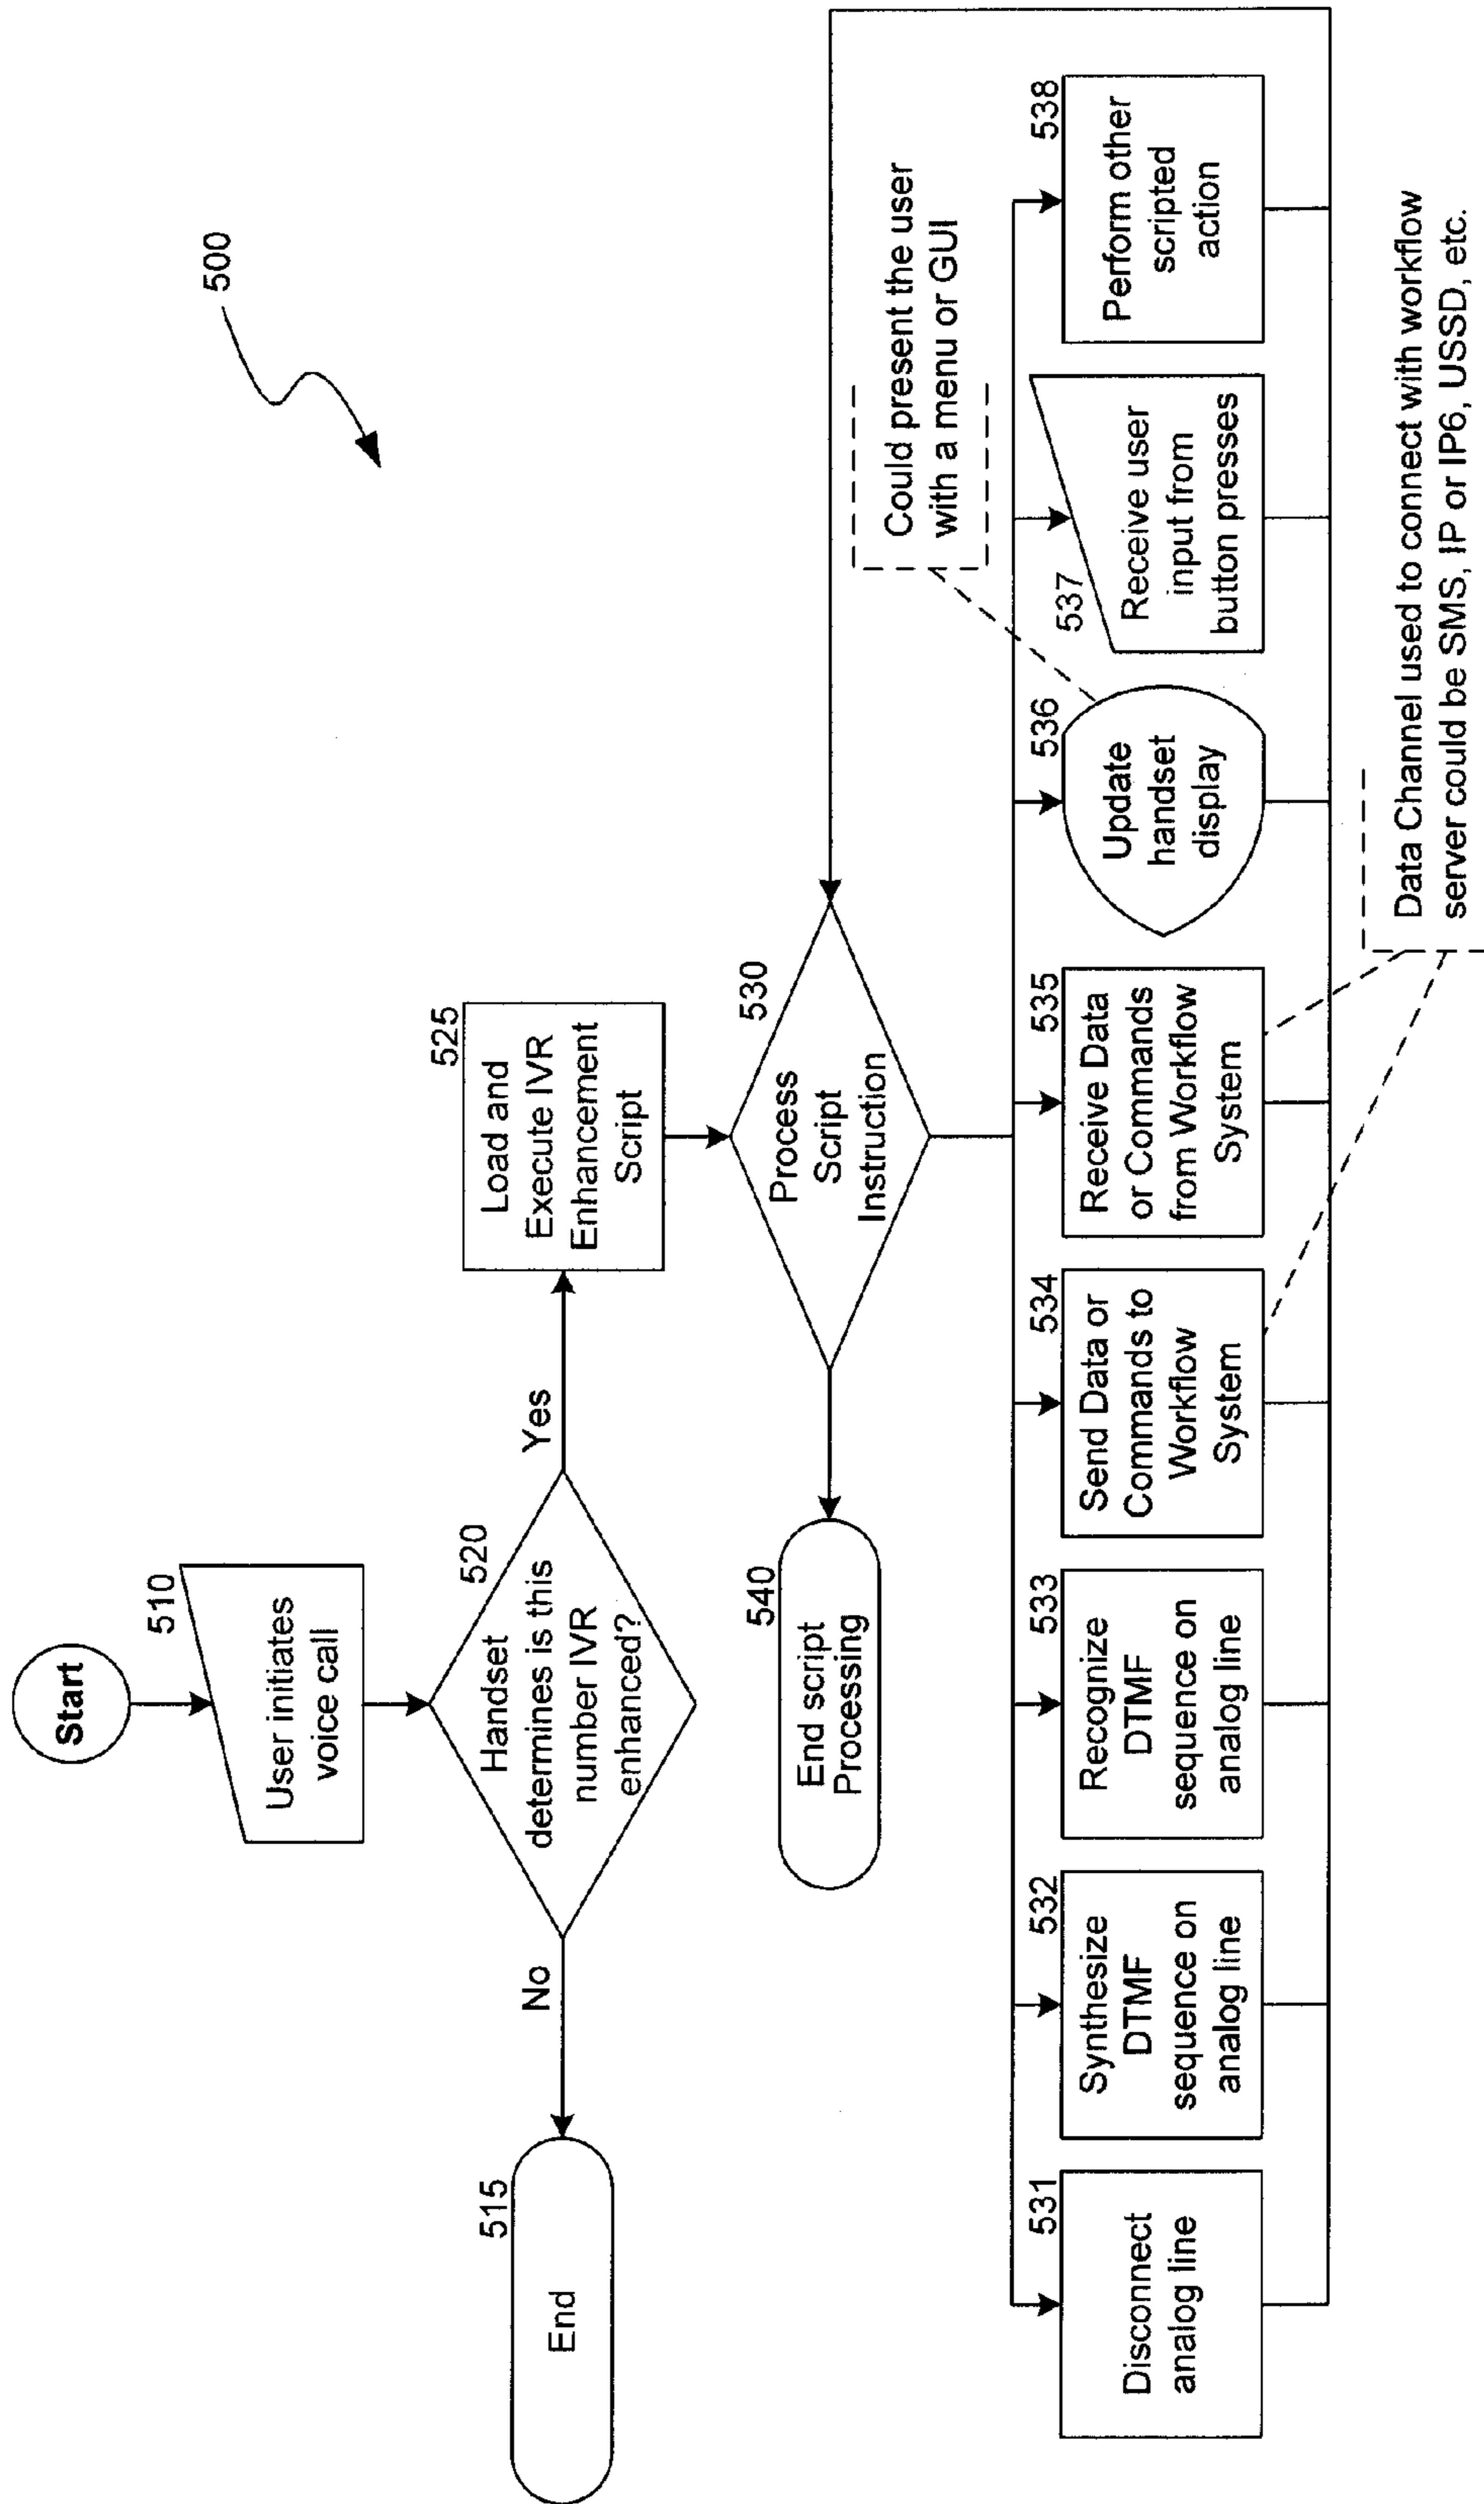 500
Start
510
User initiates
voice call
520
Handset
determines is this
number IVR
enhanced?
No
Yes
515
End
525
Load and
Execute IVR
Enhancement
Script
530
Process
Script
Instruction
540
End script
Processing
Could present the user
with a menu or GUI
531
Disconnect
analog line
532
Synthesize
DTMF
sequence on
analog line
533
Recognize
DTMF
sequence on
analog line
534
Send Data or
Commands to
Workflow
System
535
Receive Data
or Commands
from Workflow
System
536
Update
handset
display
537
Receive user
input from
button presses
538
Perform other
scripted
action
Data Channel used to connect with workflow
server could be SMS, IP or IP6, USSD, etc.